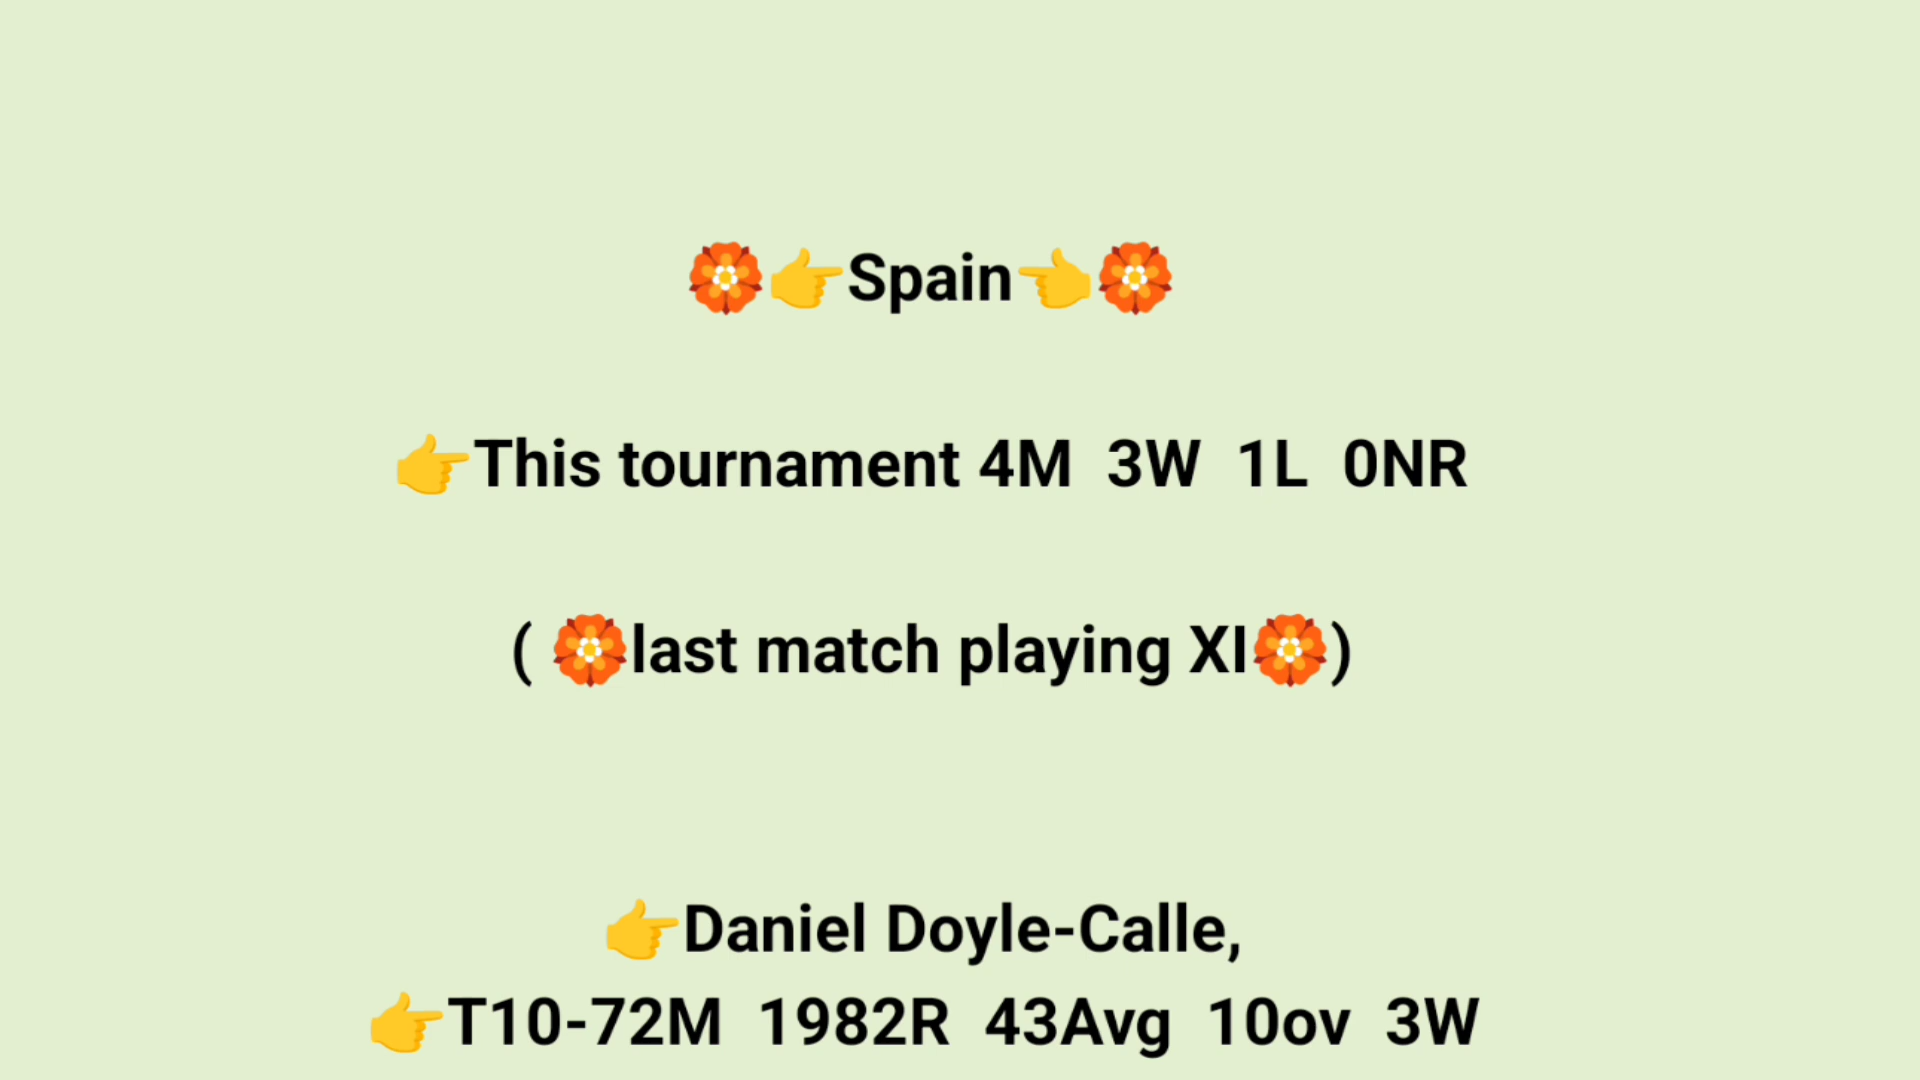 🏵️👉Spain👈🏵️
👉This tournament 4M 3W 1L 0NR
( 🏵️last match playing XI🏵️)
👉Daniel Doyle-Calle,
👉T10-72M 1982R 43Avg 10ov 3W